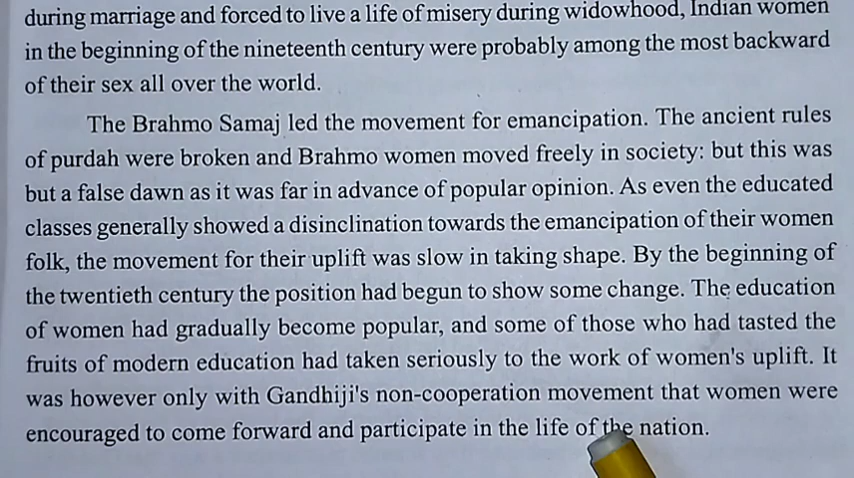 during marriage and forced to live a life of misery during widowhood, Indian women
in the beginning of the nineteenth century were probably among the most backward
of their sex all over the world.
The Brahmo Samaj led the movement for emancipation. The ancient rules
of purdah were broken and Brahmo women moved freely in society: but this was
but a false dawn as it was far in advance of popular opinion. As even the educated
classes generally showed a disinclination towards the emancipation of their women
folk, the movement for their uplift was slow in taking shape. By the beginning of
the twentieth century the position had begun to show some change. The education
of women had gradually become popular, and some of those who had tasted the
fruits of modern education had taken seriously to the work of women's uplift. It
was however only with Gandhiji's non-cooperation movement that women were
encouraged to come forward and participate in the life of the nation.